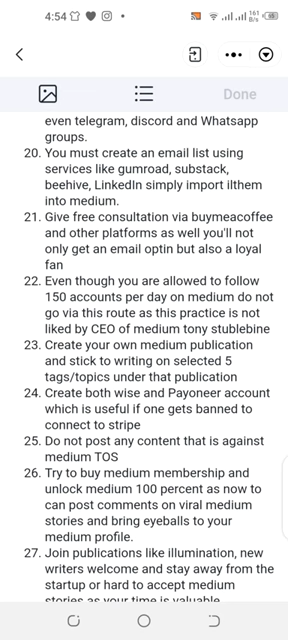 4:54
161
B/s
Done
even telegram, discord and Whatsapp
groups.
20. You must create an email list using
services like gumroad, substack,
beehive, LinkedIn simply import ilthem
into medium.
21. Give free consultation via buymeacoffee
and other platforms as well you'll not
only get an email optin but also a loyal
fan
22. Even though you are allowed to follow
150 accounts per day on medium do not
go via this route as this practice is not
liked by CEO of medium tony stublebine
23. Create your own medium publication
and stick to writing on selected 5
tags/topics under that publication
24. Create both wise and Payoneer account
which is useful if one gets banned to
connect to stripe
25. Do not post any content that is against
medium TOS
26. Try to buy medium membership and
unlock medium 100 percent as now to
can post comments on viral medium
stories and bring eyeballs to your
medium profile.
27. Join publications like illumination, new
writers welcome and stay away from the
startup or hard to accept medium
stories as your time is valuable